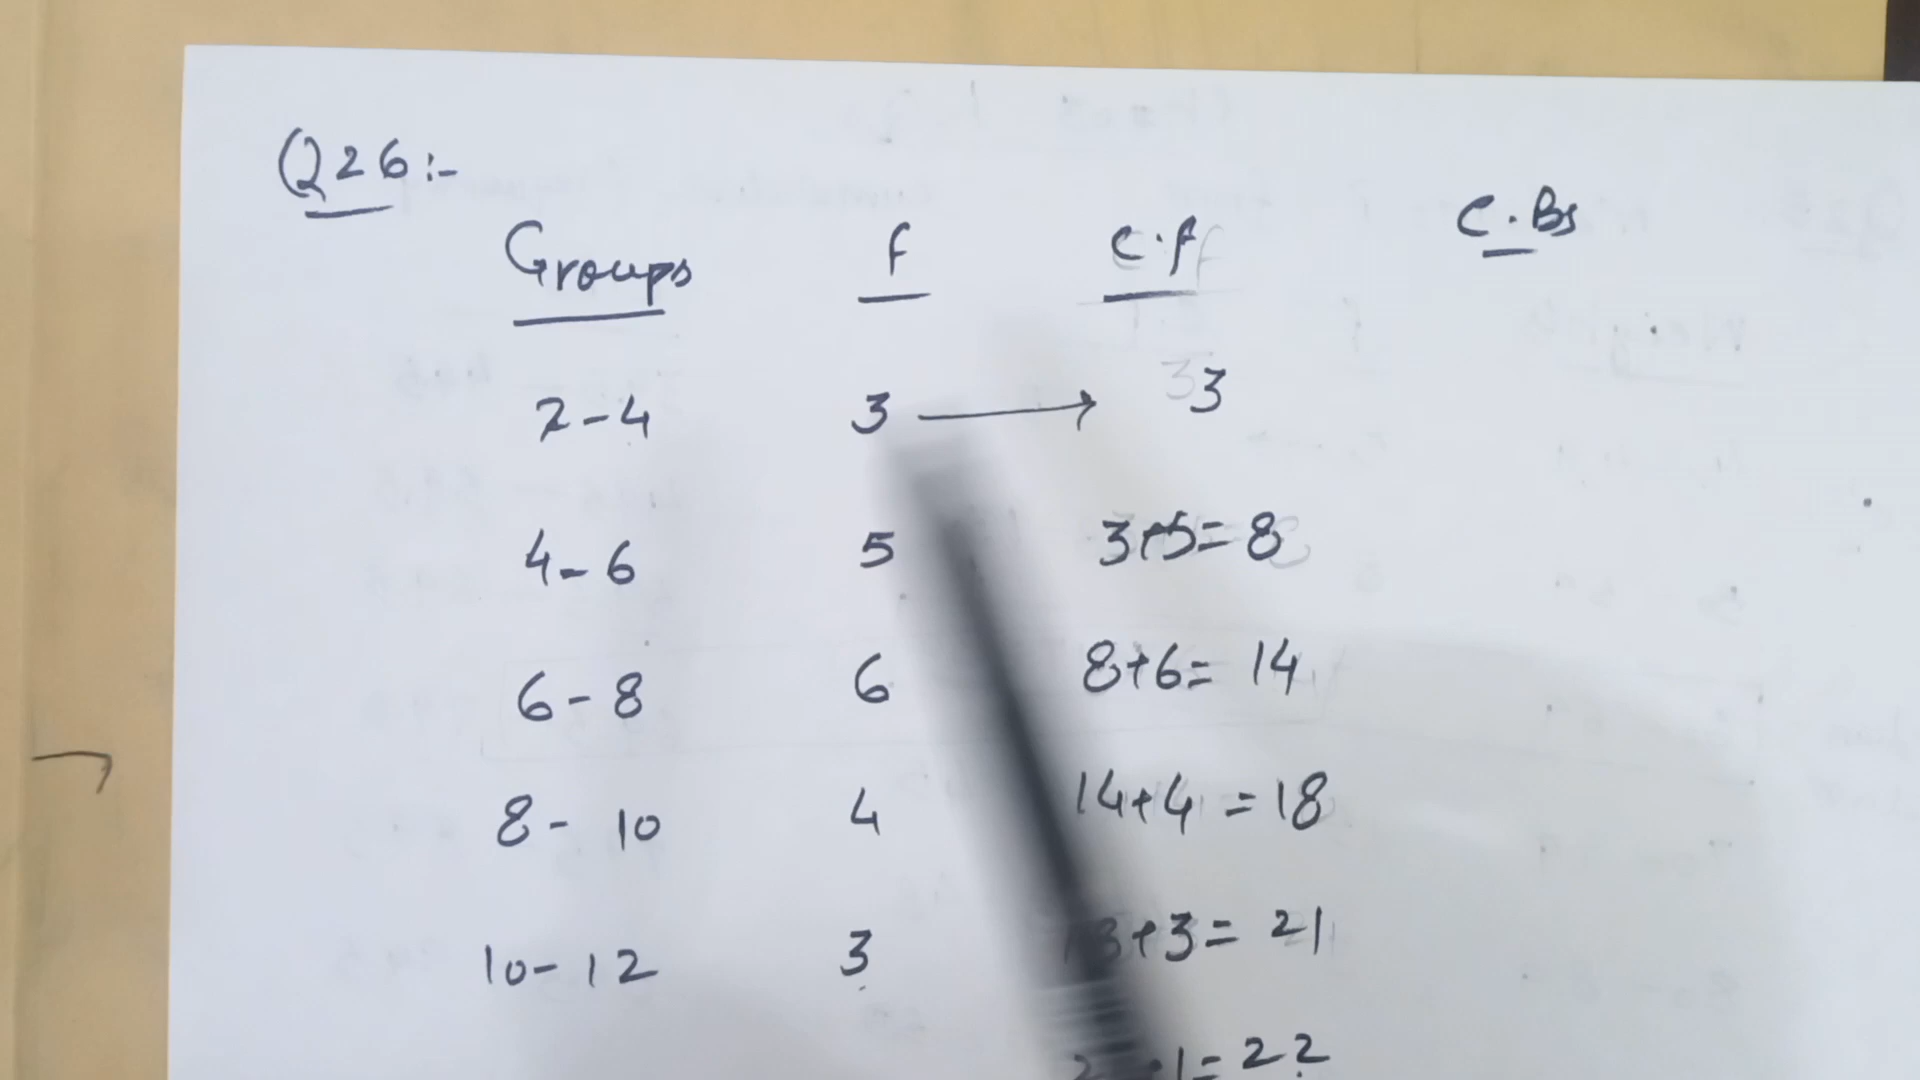 Q26:-
Groups f c.f C.Bs
2-4 3 → 3
4-6 5 3+5=8
6-8 6 8+6=14
8-10 4 14+4=18
10-12 3 +3=21
1=22